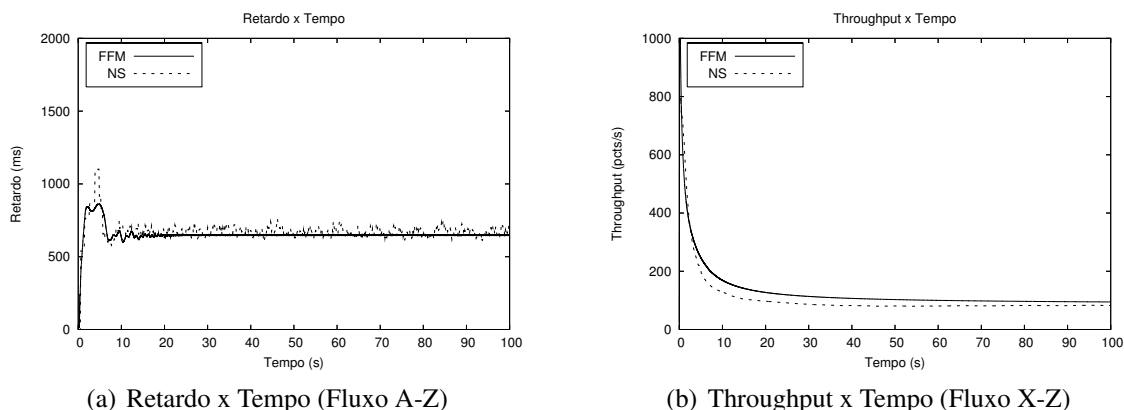 Retardo x Tempo
2000
1500
1000
500
0
Retardo (ms)
FFM
NS
0 10 20 30 40 50 60 70 80 90 100
Tempo (s)
(a) Retardo x Tempo (Fluxo A-Z)
Throughput x Tempo
1000
800
600
400
200
0
Throughput (pcts/s)
FFM
NS
0 10 20 30 40 50 60 70 80 90 100
Tempo (s)
(b) Throughput x Tempo (Fluxo X-Z)